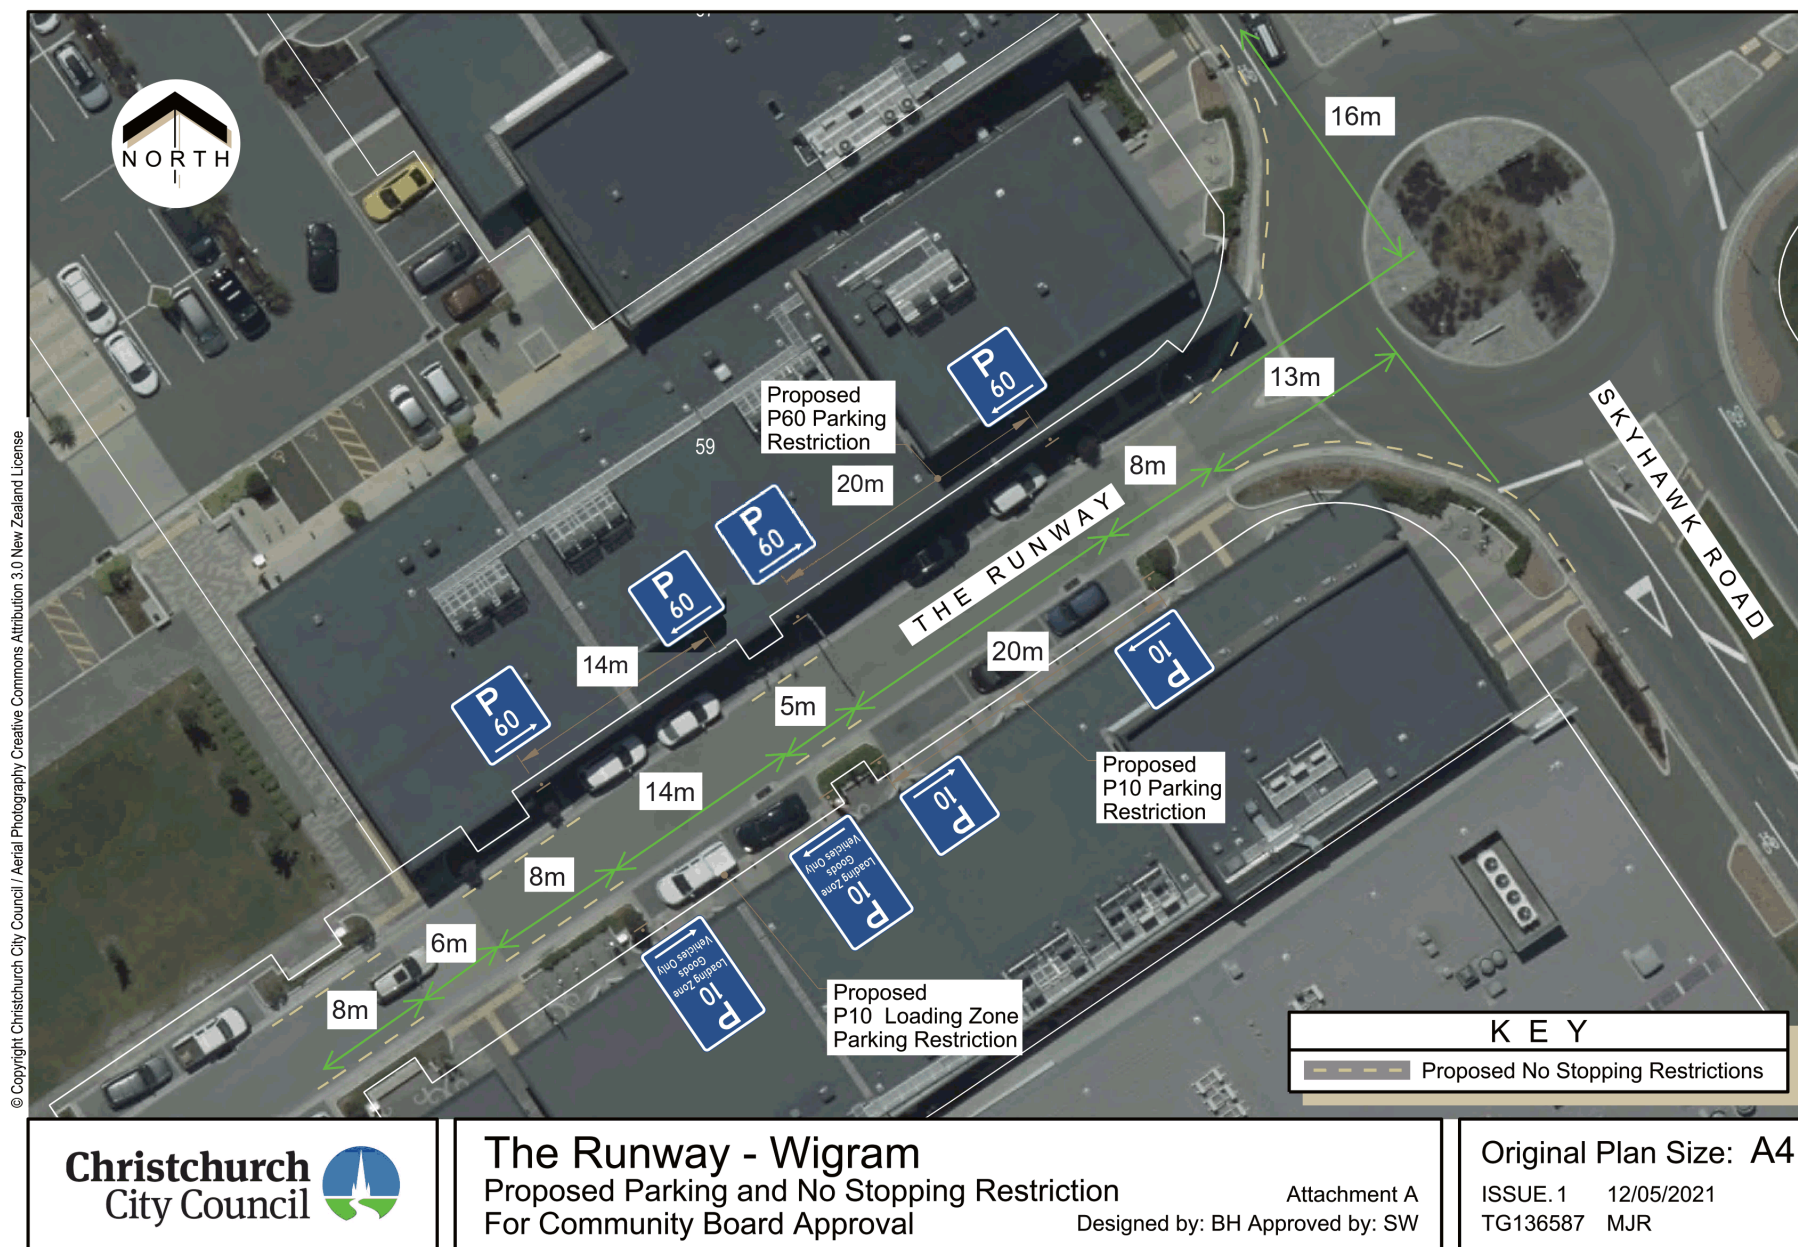 NORTH
16m
13m
Proposed
P60 Parking
Restriction
P
60
8m
59
20m
SKYHAWK ROAD
THE RUNWAY
P
60
P
60
14m
20m
P
10
5m
P
60
14m
Proposed
P10 Parking
Restriction
P
10
8m
P
10
Loading Zone
Goods
Vehicles Only
6m
P
10
Loading Zone
Goods
Vehicles Only
8m
Proposed
P10 Loading Zone
Parking Restriction
KEY
Proposed No Stopping Restrictions
© Copyright Christchurch City Council / Aerial Photography Creative Commons Attribution 3.0 New Zealand License
Christchurch
City Council
The Runway - Wigram
Proposed Parking and No Stopping Restriction
For Community Board Approval
Attachment A
Designed by: BH Approved by: SW
Original Plan Size: A4
ISSUE.1 12/05/2021
TG136587 MJR